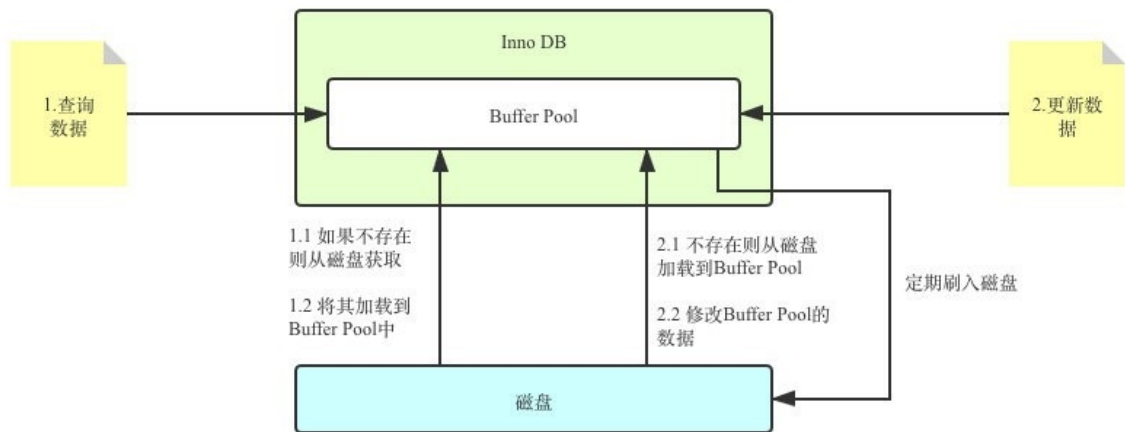 Inno DB
1.查询
数据
Buffer Pool
2.更新数
据
1.1 如果不存在
则从磁盘获取
1.2 将其加载到
Buffer Pool中
2.1 不存在则从磁盘
加载到Buffer Pool
2.2 修改Buffer Pool的
数据
定期刷入磁盘
磁盘